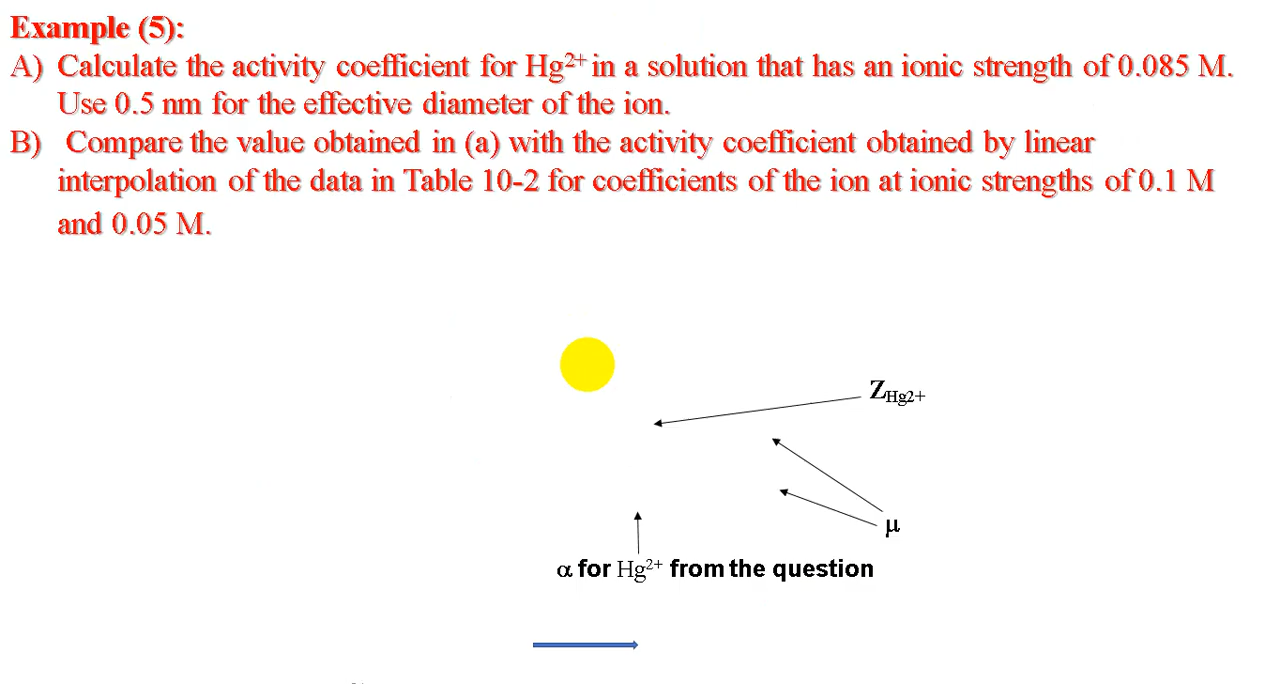 Example (5):
A) Calculate the activity coefficient for Hg²⁺ in a solution that has an ionic strength of 0.085 M.
Use 0.5 nm for the effective diameter of the ion.
B) Compare the value obtained in (a) with the activity coefficient obtained by linear
interpolation of the data in Table 10-2 for coefficients of the ion at ionic strengths of 0.1 M
and 0.05 M.
Z_Hg2+
μ
α for Hg²⁺ from the question